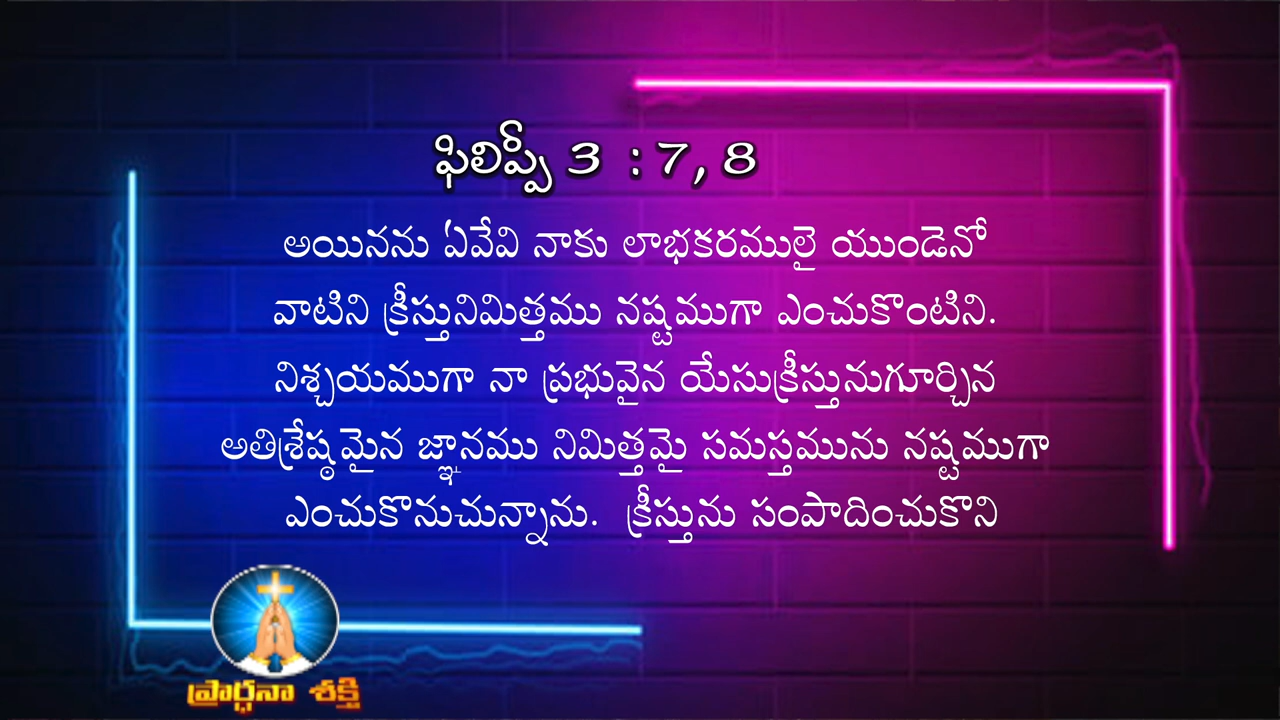 ఫిలిప్పీ 3 : 7, 8
అయినను ఏవేవి నాకు లాభకరములై యుండెనో
వాటిని క్రీస్తునిమిత్తము నష్టముగా ఎంచుకొంటిని.
నిశ్చయముగా నా ప్రభువైన యేసుక్రీస్తునుగూర్చిన
అతిశ్రేష్ఠమైన జ్ఞానము నిమిత్తమై సమస్తమును నష్టముగా
ఎంచుకొనుచున్నాను. క్రీస్తును సంపాదించుకొని
ప్రార్ధనా శక్తి